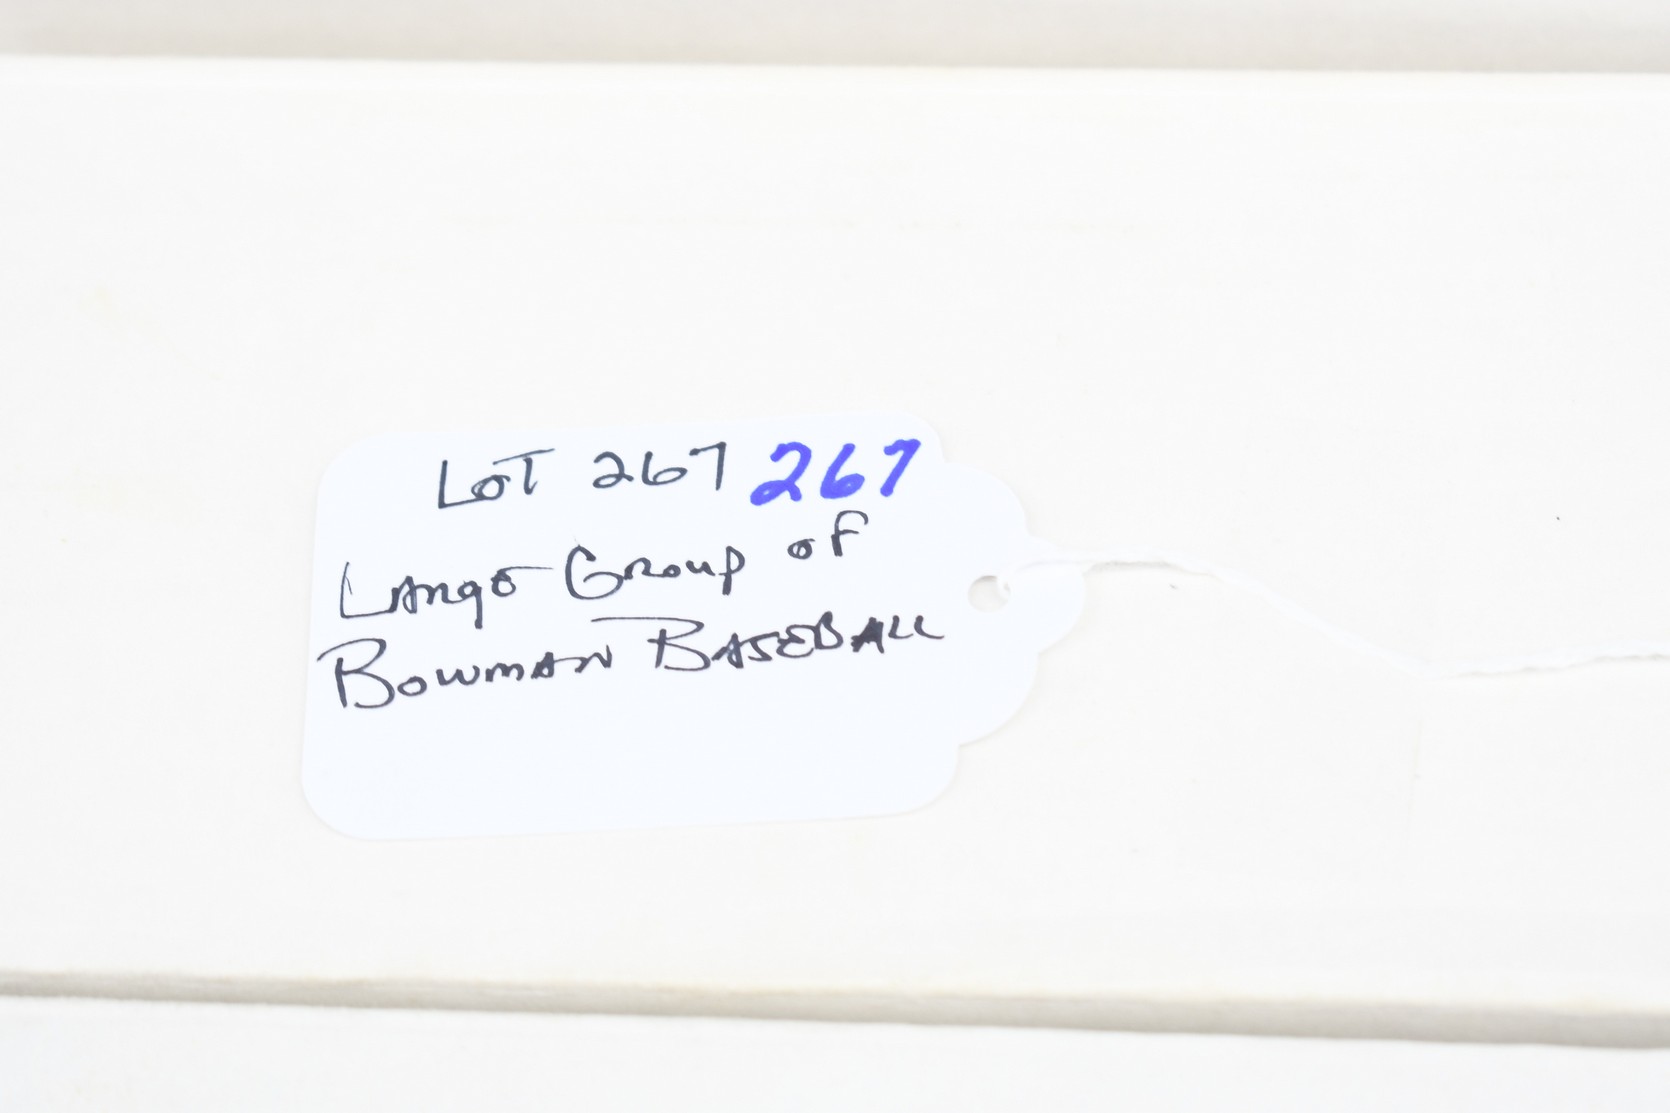 LOT 267 267
Large Group of
Bowman Baseball